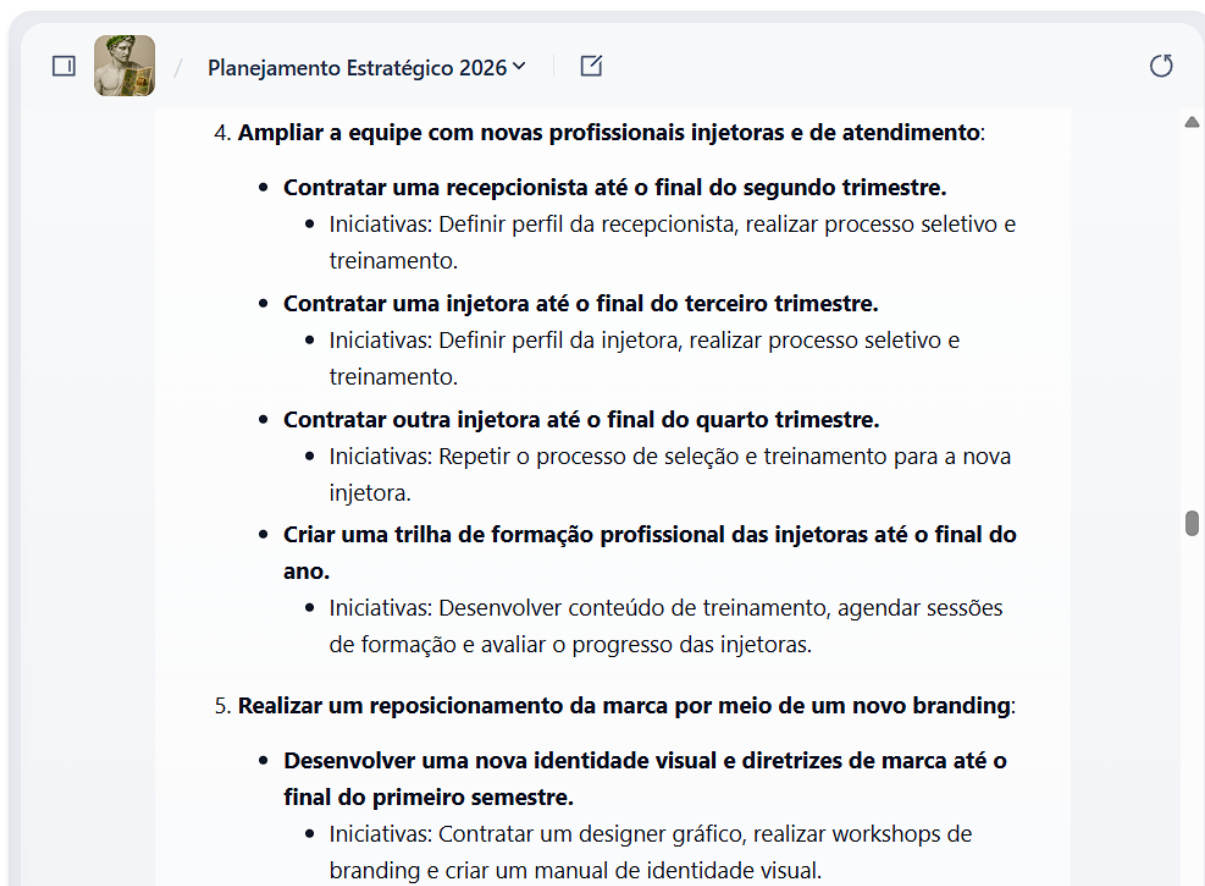 / Planejamento Estratégico 2026
4. Ampliar a equipe com novas profissionais injetoras e de atendimento:
• Contratar uma recepcionista até o final do segundo trimestre.
• Iniciativas: Definir perfil da recepcionista, realizar processo seletivo e
treinamento.
• Contratar uma injetora até o final do terceiro trimestre.
• Iniciativas: Definir perfil da injetora, realizar processo seletivo e
treinamento.
• Contratar outra injetora até o final do quarto trimestre.
• Iniciativas: Repetir o processo de seleção e treinamento para a nova
injetora.
• Criar uma trilha de formação profissional das injetoras até o final do
ano.
• Iniciativas: Desenvolver conteúdo de treinamento, agendar sessões
de formação e avaliar o progresso das injetoras.
5. Realizar um reposicionamento da marca por meio de um novo branding:
• Desenvolver uma nova identidade visual e diretrizes de marca até o
final do primeiro semestre.
• Iniciativas: Contratar um designer gráfico, realizar workshops de
branding e criar um manual de identidade visual.